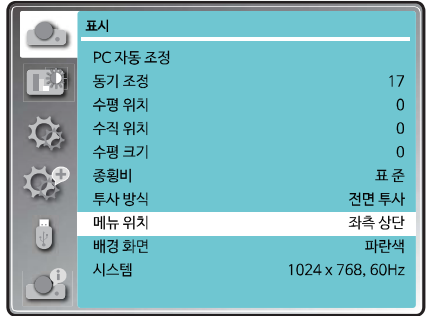 표시
PC 자동 조정
동기 조정 17
수평 위치 0
수직 위치 0
수평 크기 0
종횡비 표 준
투사 방식 전면 투사
메뉴 위치 좌측 상단
배경 화면 파란색
시스템 1024 x 768, 60Hz